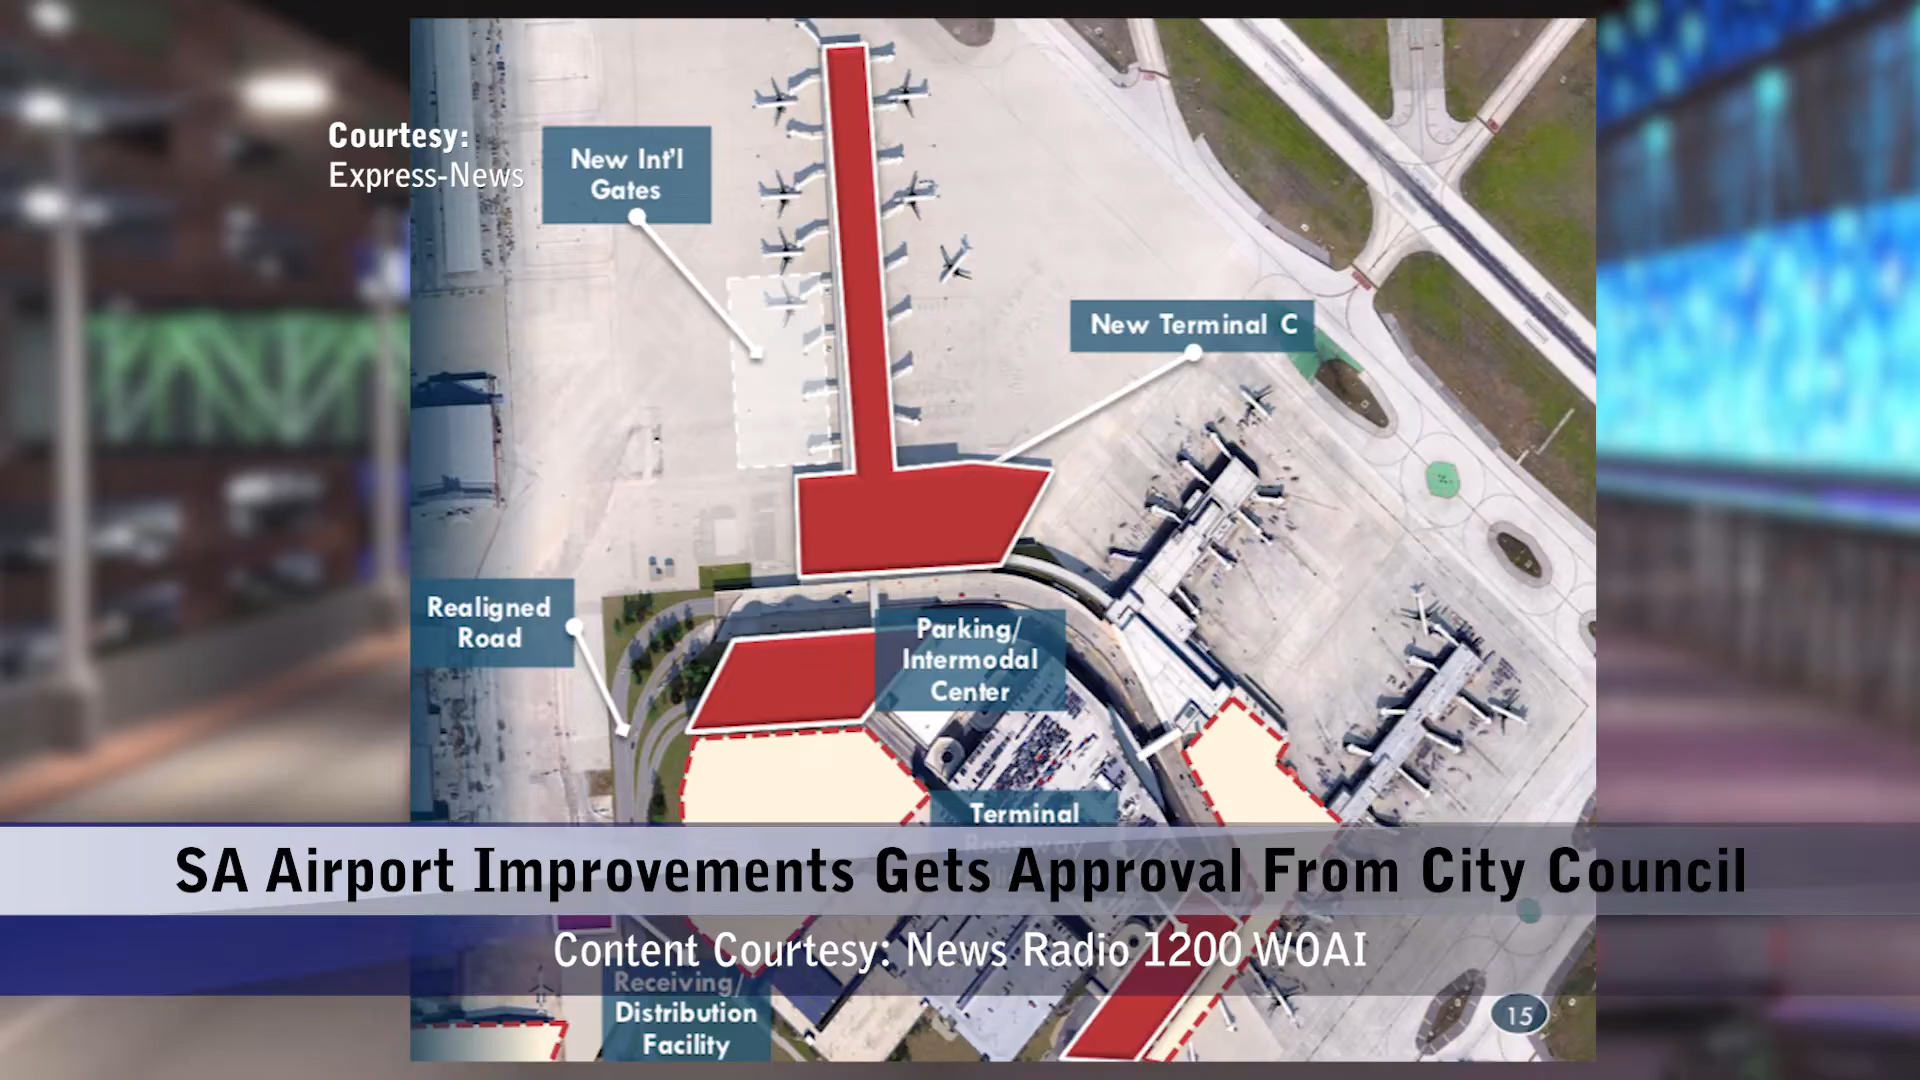 Courtesy:
Express-News
New Int'l
Gates
New Terminal C
Realigned
Road
Parking/
Intermodal
Center
Terminal
SA Airport Improvements Gets Approval From City Council
Content Courtesy: News Radio 1200 WOAI
Receiving/
Distribution
Facility
15